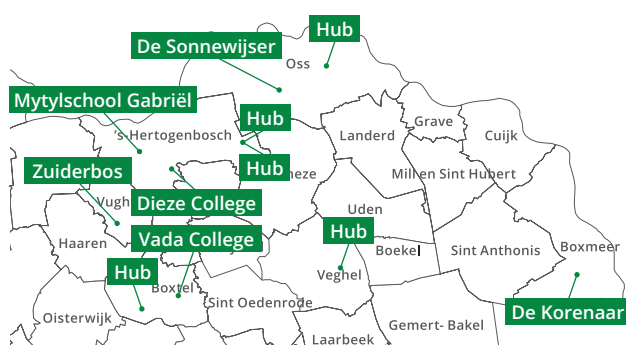 Hub
De Sonnewijser
Oss
Mytylschool Gabriël
Hub
Grave
's-Hertogenbosch
Landerd
Cuijk
Zuiderbos
Hub
neze
Mill en Sint Hubert
Vugh
Dieze College
Uden
Haaren
Vada College
Hub
Boekel
Sint Anthonis
Boxmeer
Hub
Boxtel
Veghel
Sint Oedenrode
De Korenaar
Oisterwijk
Gemert- Bakel
Laarbeek